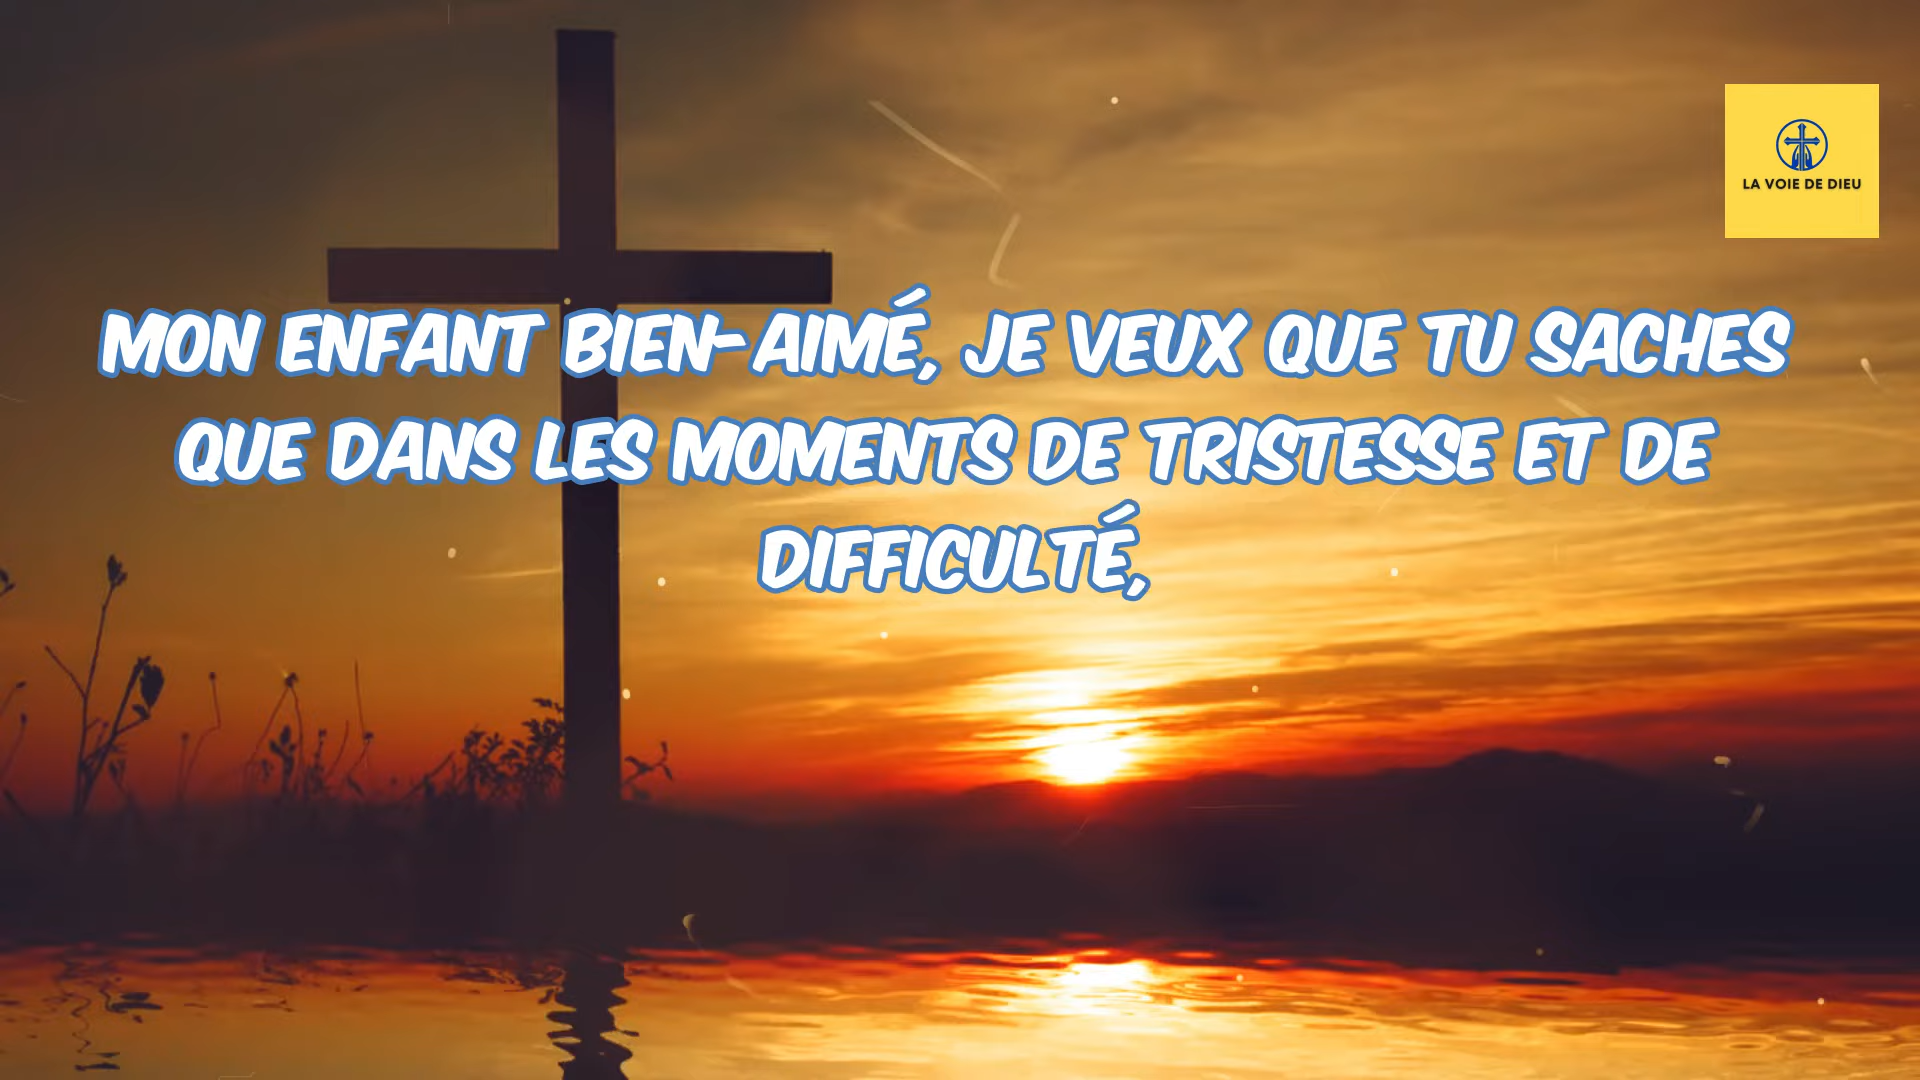 LA VOIE DE DIEU
MON ENFANT BIEN-AIMÉ, JE VEUX QUE TU SACHES
QUE DANS LES MOMENTS DE TRISTESSE ET DE
DIFFICULTÉ,